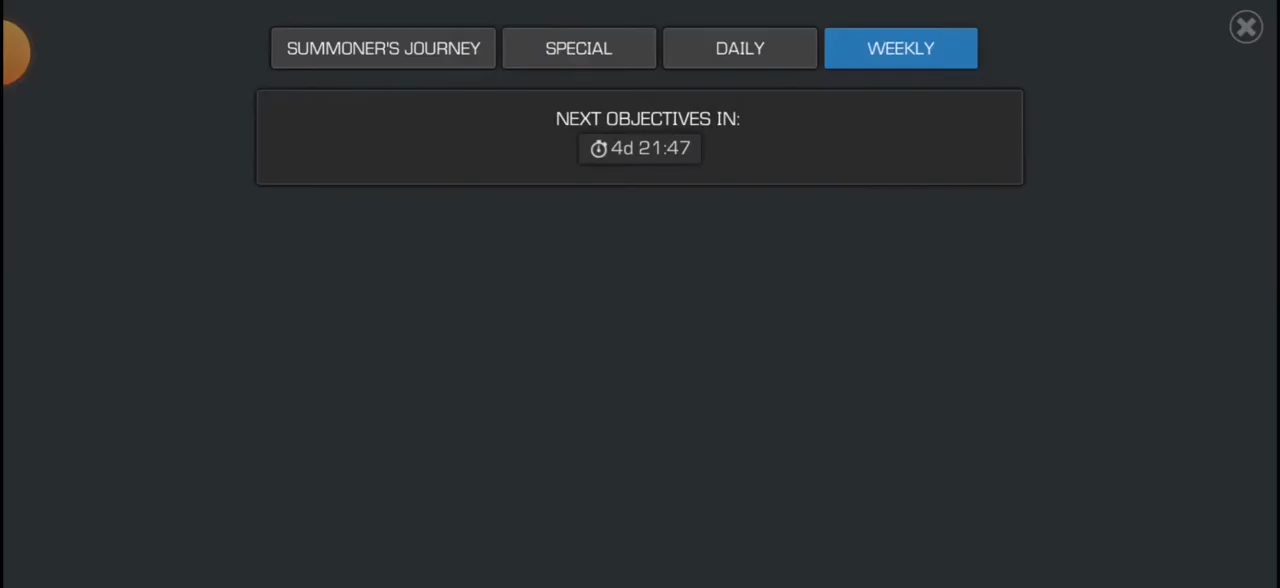 SUMMONER'S JOURNEY SPECIAL DAILY WEEKLY
NEXT OBJECTIVES IN:
4d 21:47